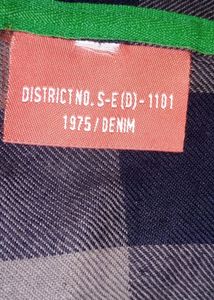 DISTRICT NO. S-E (D) - 1101
1975 / DENIM